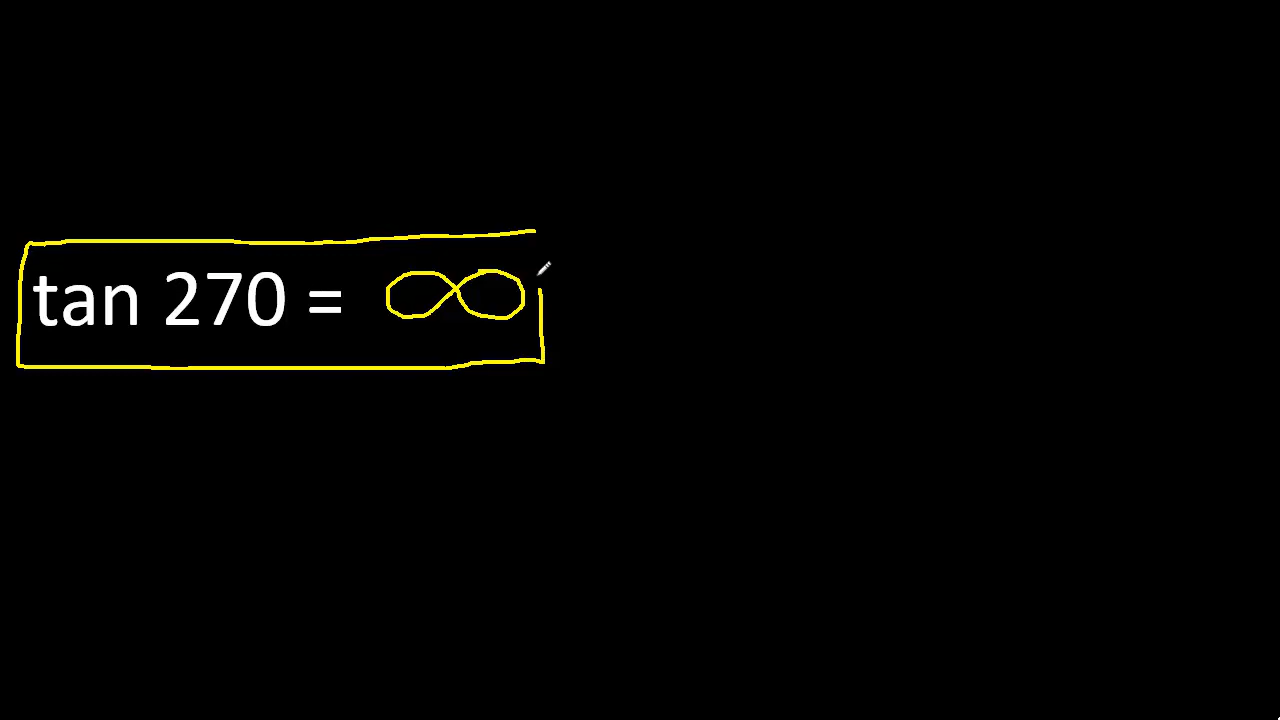 tan 270 = ∞